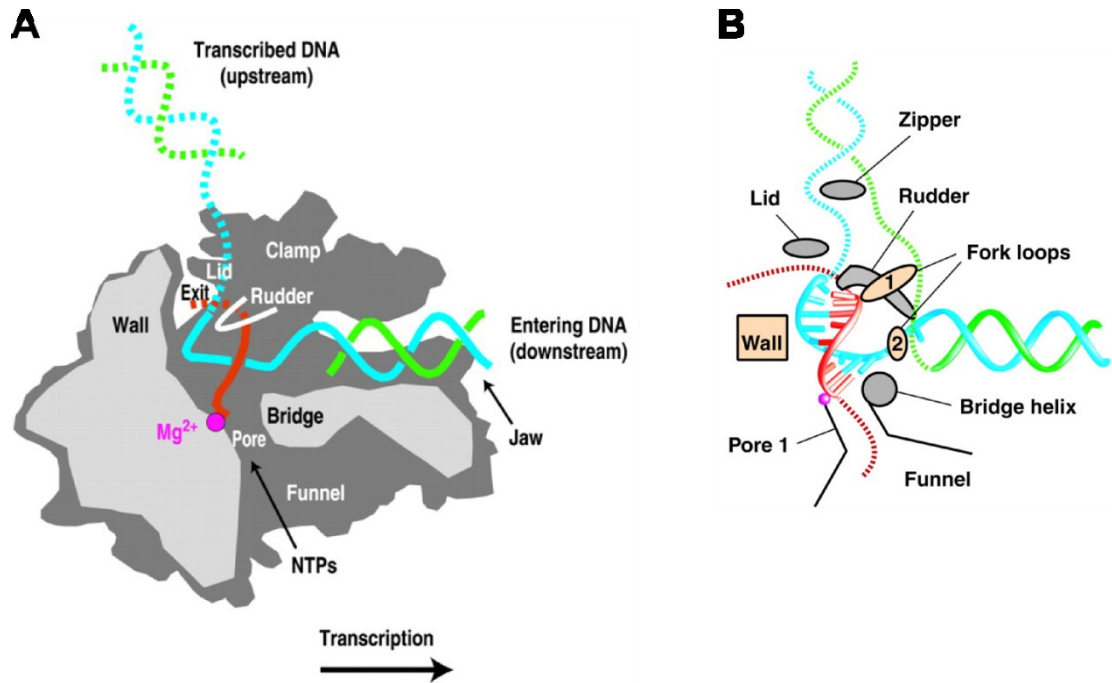 A
Transcribed DNA
(upstream)
Clamp
Lid
Exit
Rudder
Wall
Entering DNA
(downstream)
Mg2+
Bridge
Pore
Jaw
Funnel
NTPs
Transcription
B
Zipper
Lid
Rudder
Fork loops
1
2
Wall
Bridge helix
Pore 1
Funnel